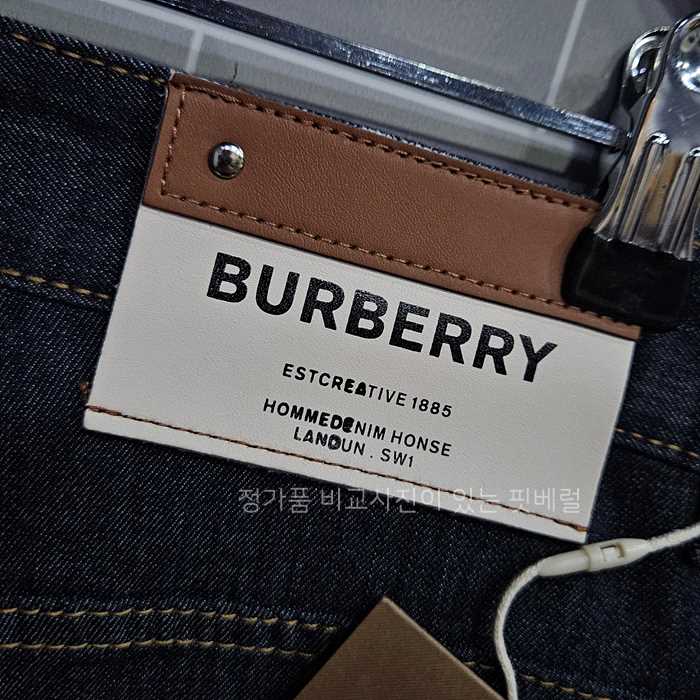 BURBERRY
ESTCREATIVE 1885
HOMMEDENIM HONSE
LANDUN . SW1
정가품 비교사진이 있는 핏베럴